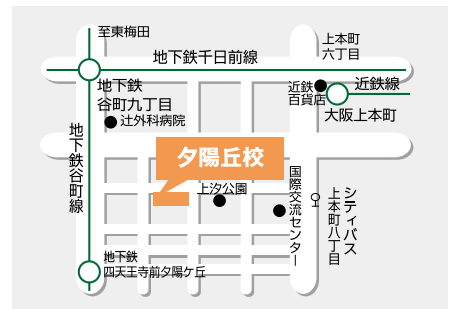 至東梅田
地下鉄千日前線
上本町
六丁目
地下鉄
谷町九丁目
近鉄
百貨店
近鉄線
大阪上本町
辻外科病院
地下鉄谷町線
夕陽丘校
上汐公園
国際交流センター
上本町八丁目
シティバス
地下鉄
四天王寺前夕陽ケ丘